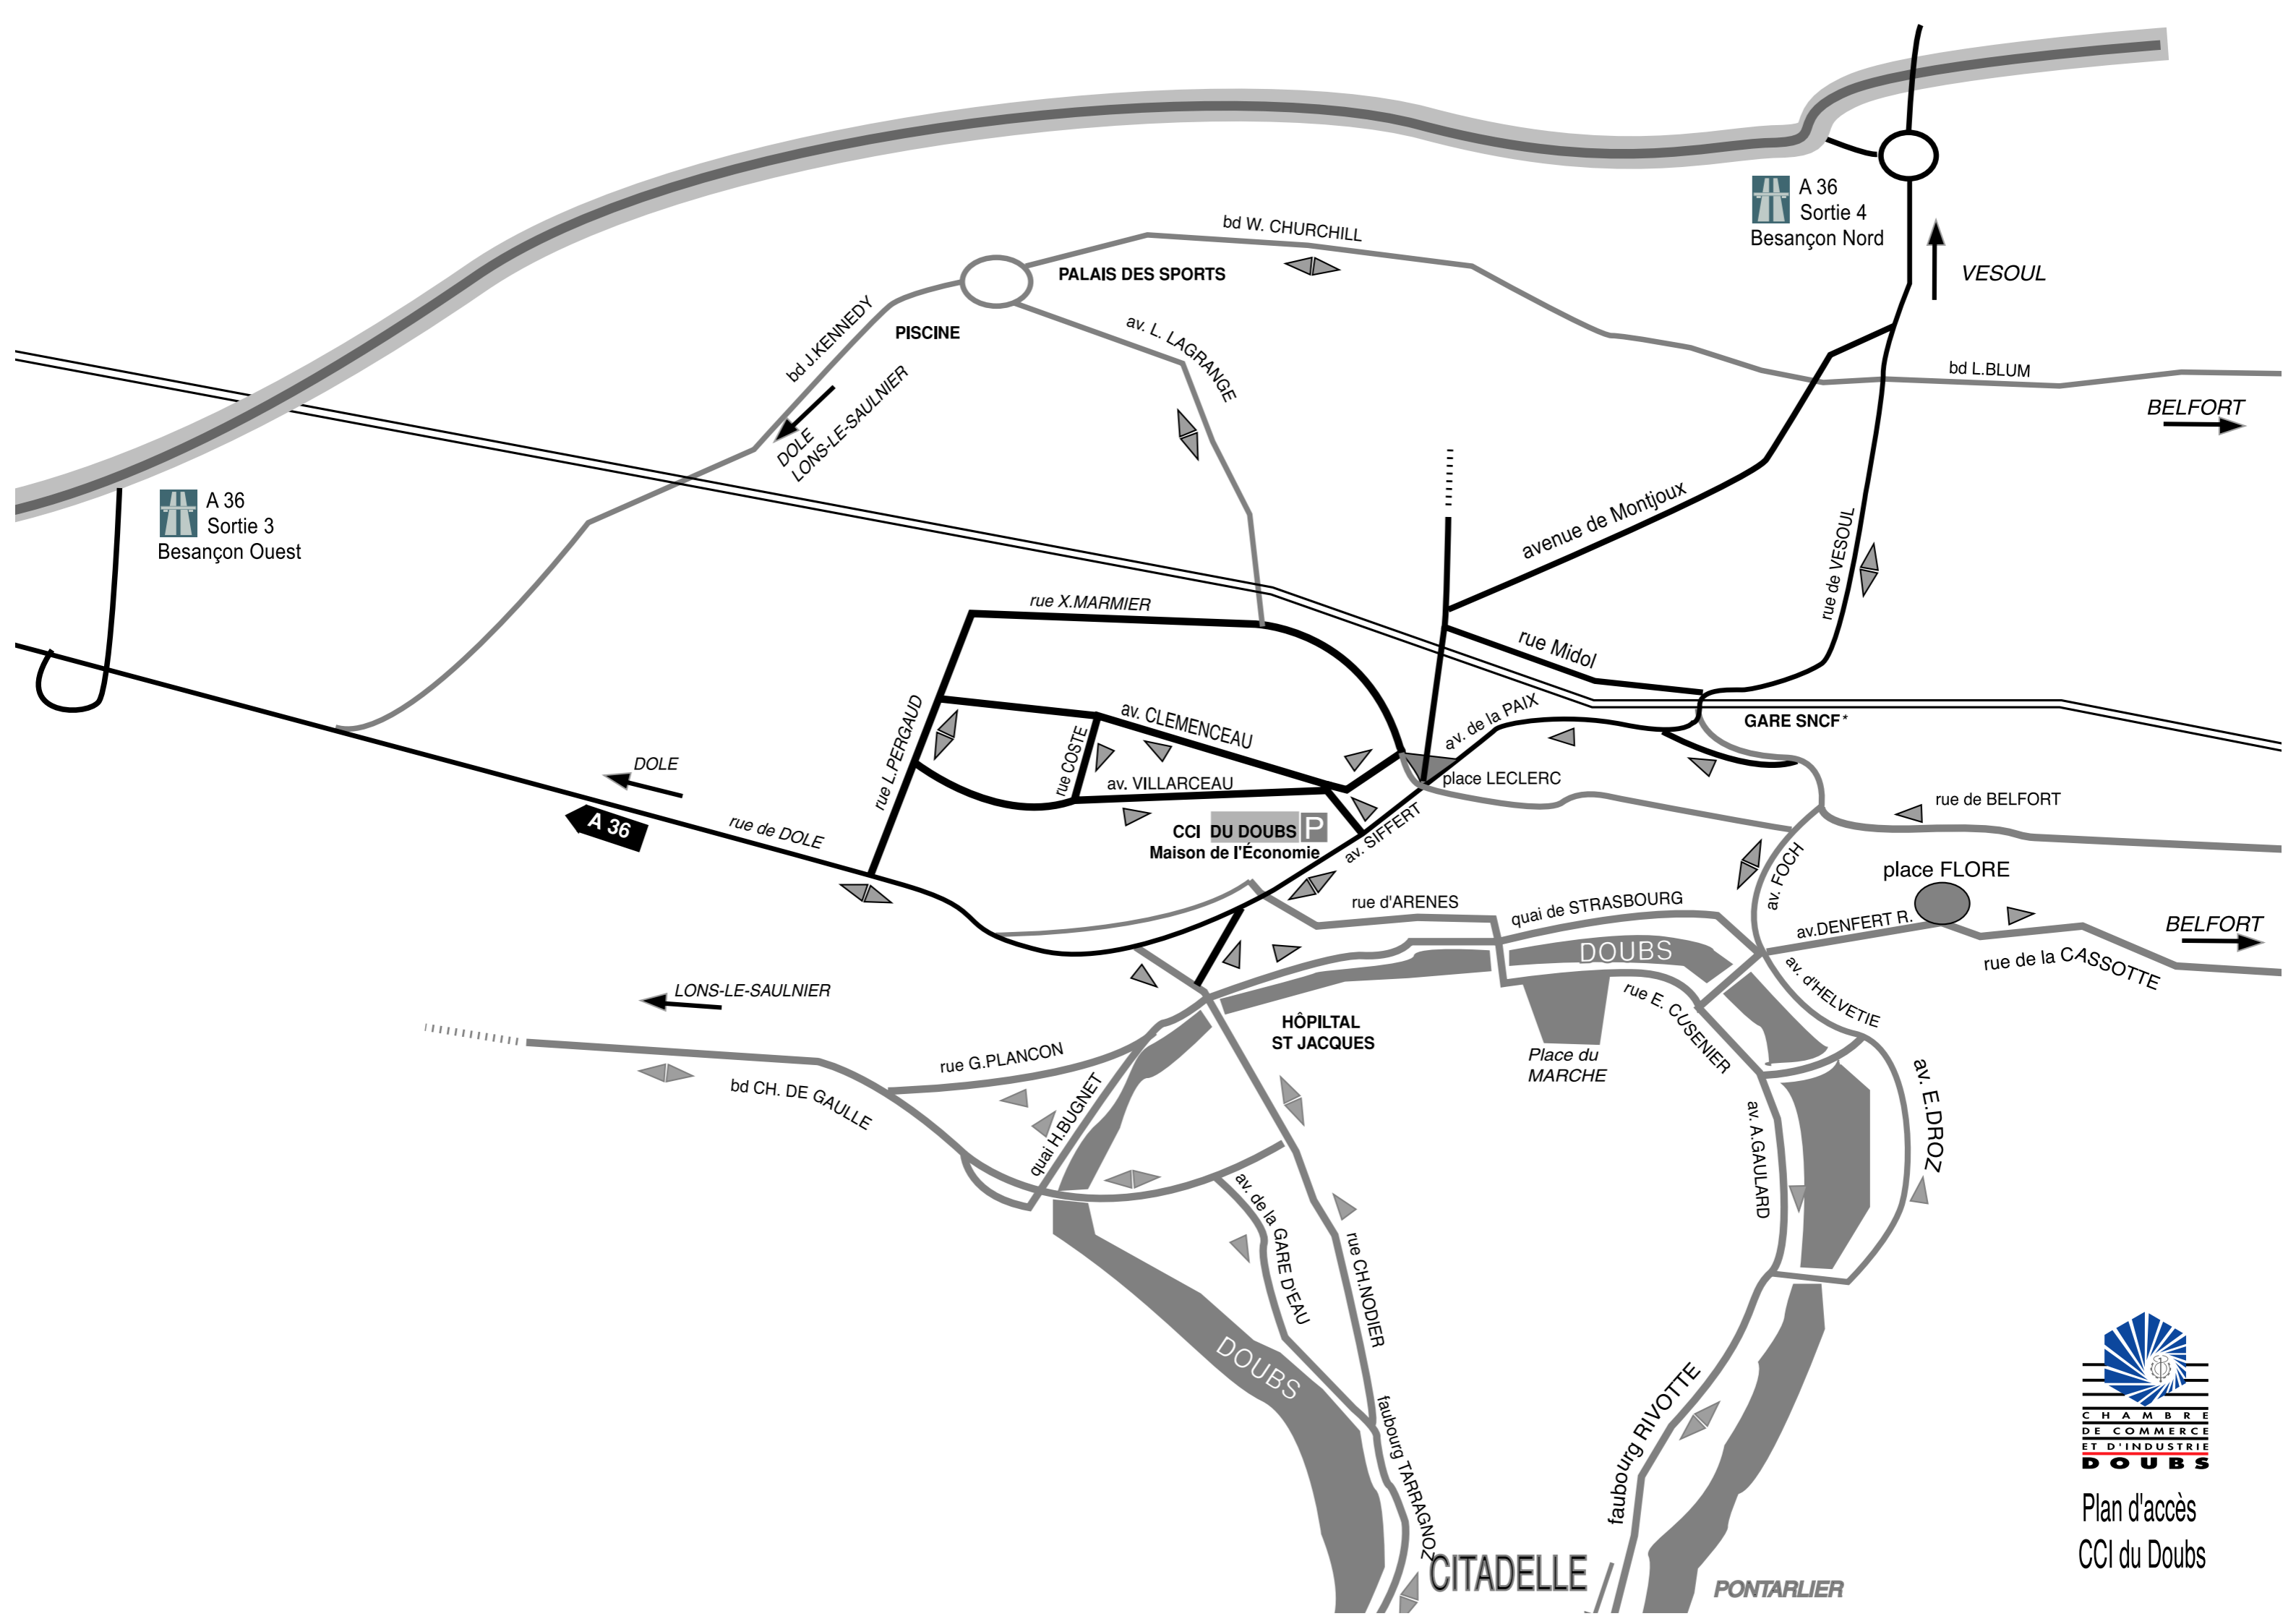 A 36
Sortie 4
Besançon Nord
VESOUL
bd W. CHURCHILL
PALAIS DES SPORTS
PISCINE
bd J.KENNEDY
DOLE
LONS-LE-SAULNIER
av. L. LAGRANGE
bd L.BLUM
BELFORT
A 36
Sortie 3
Besançon Ouest
avenue de Montjoux
rue de VESOUL
rue X.MARMIER
rue Midol
rue L.PERGAUD
av. CLEMENCEAU
av. de la PAIX
GARE SNCF*
rue COSTE
av. VILLARCEAU
place LECLERC
DOLE
A 36
rue de DOLE
rue de BELFORT
CCI DU DOUBS P
Maison de l'Économie
av. SIFFERT
av. FOCH
place FLORE
rue d'ARENES
quai de STRASBOURG
av.DENFERT R.
BELFORT
DOUBS
rue de la CASSOTTE
av. d'HELVETIE
LONS-LE-SAULNIER
rue E. CUSENIER
HÔPILTAL
ST JACQUES
Place du
MARCHE
rue G.PLANCON
bd CH. DE GAULLE
quai H.BUGNET
av. E.DROZ
av. A.GAULARD
av. de la GARE D'EAU
rue CH.NODIER
DOUBS
faubourg TARRAGNOZ
faubourg RIVOTTE
CITADELLE
PONTARLIER
CHAMBRE
DE COMMERCE
ET D'INDUSTRIE
DOUBS
Plan d'accès
CCI du Doubs